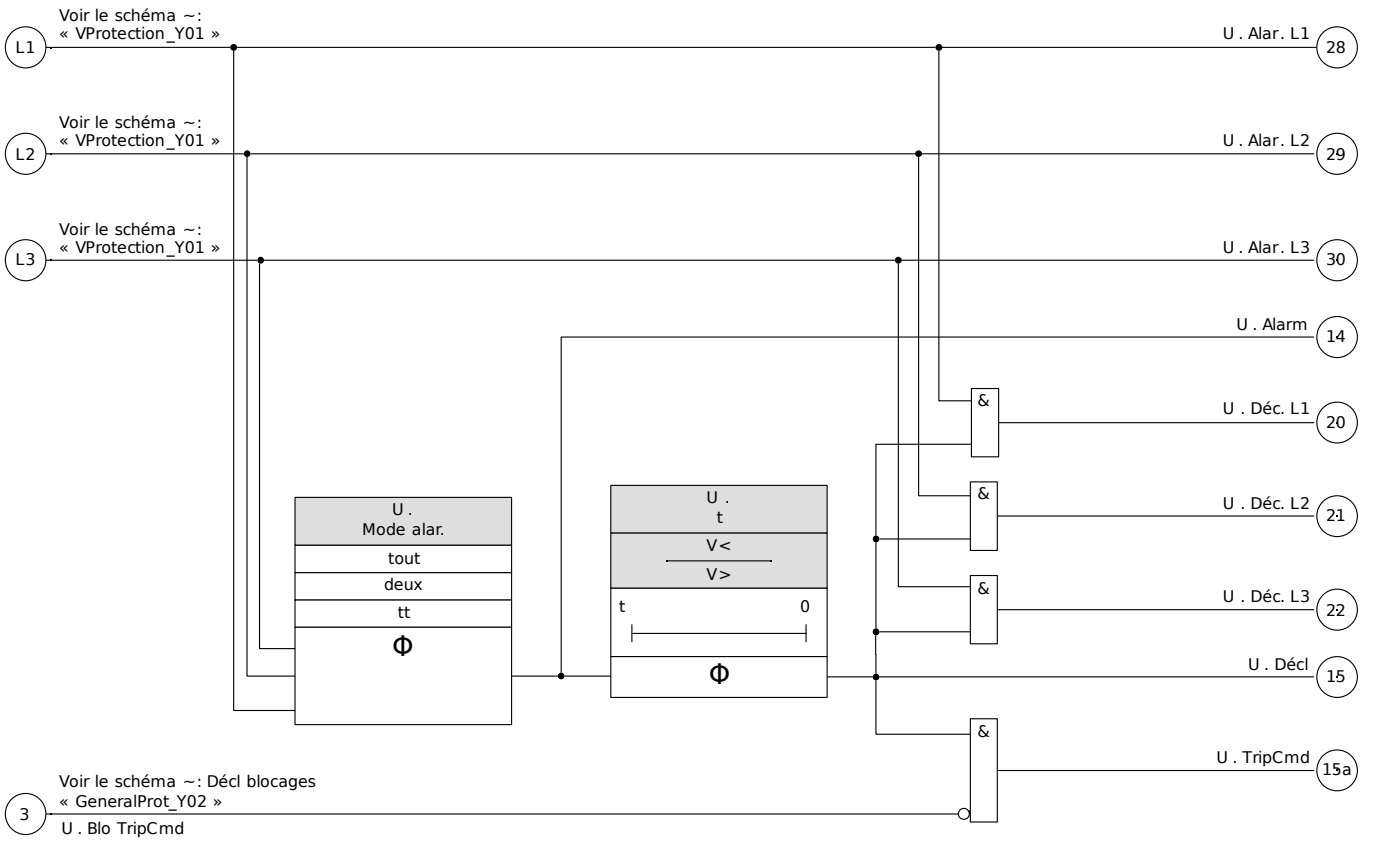 Voir le schéma ~:
« VProtection_Y01 »
L1
U . Alar. L1
28
Voir le schéma ~:
« VProtection_Y01 »
L2
U . Alar. L2
29
Voir le schéma ~:
« VProtection_Y01 »
L3
U . Alar. L3
30
U . Alarm
14
&
U . Déc. L1
20
&
U . Déc. L2
21
U .
Mode alar.
tout
deux
tt
Φ
U .
t
V<
V>
t 0
Φ
&
U . Déc. L3
22
U . Décl
15
&
U . TripCmd
15a
Voir le schéma ~: Décl blocages
« GeneralProt_Y02 »
3
U . Blo TripCmd